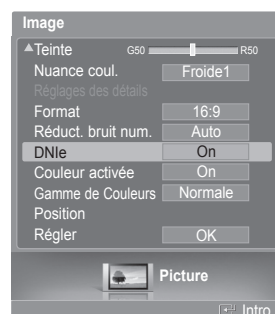 Image
Teinte G50 R50
Nuance coul. Froide1
Réglages des détails
Format 16:9
Réduct. bruit num. Auto
DNIe On
Couleur activée On
Gamme de Couleurs Normale
Position
Régler OK
Picture
Intro